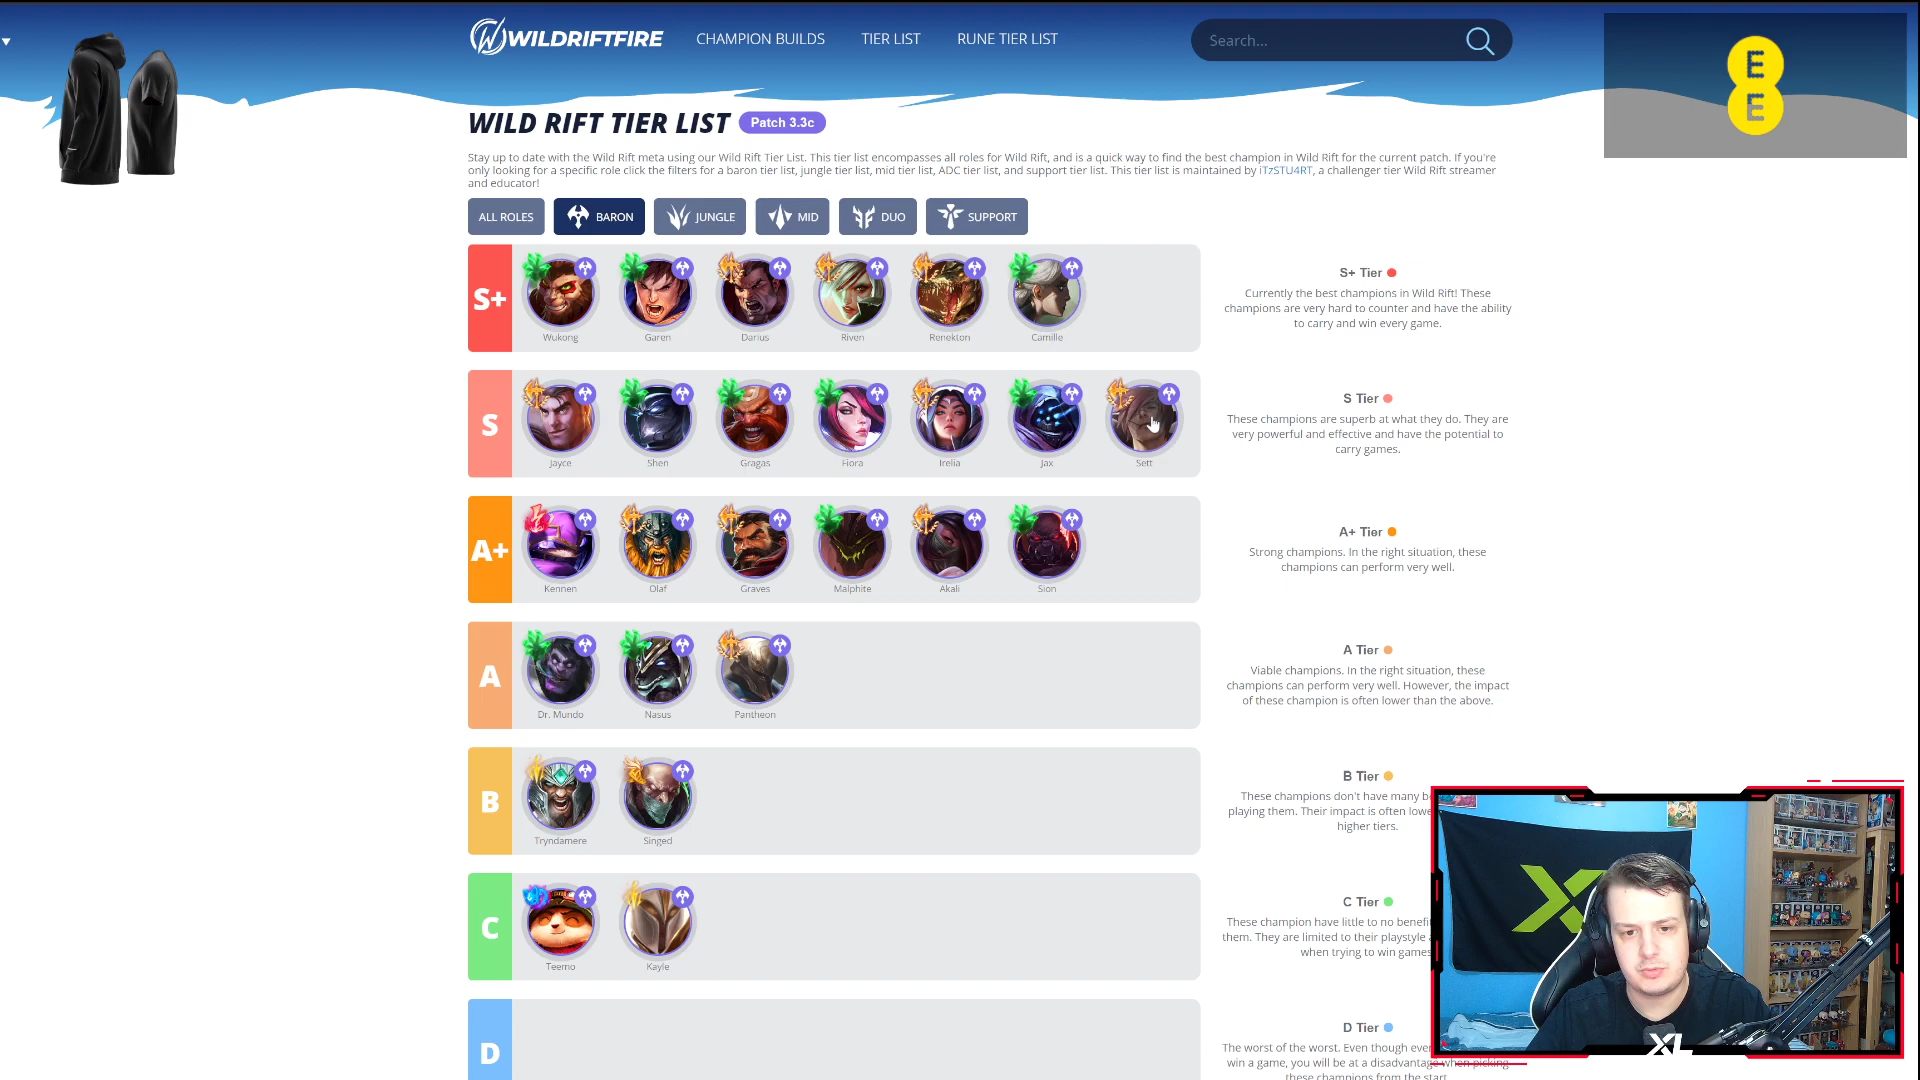 WILDRIFTFIRE
CHAMPION BUILDS
TIER LIST
RUNE TIER LIST
Search...
E
E
WILD RIFT TIER LIST
Patch 3.3c
Stay up to date with the Wild Rift meta using our Wild Rift Tier List. This tier list encompasses all roles for Wild Rift, and is a quick way to find the best champion in Wild Rift for the current patch. If you're
only looking for a specific role click the filters for a baron tier list, jungle tier list, mid tier list, ADC tier list, and support tier list. This tier list is maintained by iTzSTU4RT, a challenger tier Wild Rift streamer
and educator!
ALL ROLES
BARON
JUNGLE
MID
DUO
SUPPORT
S+
Wukong
Garen
Darius
Riven
Renekton
Camille
S+ Tier
Currently the best champions in Wild Rift! These
champions are very hard to counter and have the ability
to carry and win every game.
S
Jayce
Shen
Gragas
Fiora
Irelia
Jax
Sett
S Tier
These champions are superb at what they do. They are
very powerful and effective and have the potential to
carry games.
A+
Kennen
Olaf
Graves
Malphite
Akali
Sion
A+ Tier
Strong champions. In the right situation, these
champions can perform very well.
A
Dr. Mundo
Nasus
Pantheon
A Tier
Viable champions. In the right situation, these
champions can perform very well. However, the impact
of these champion is often lower than the above.
B
Tryndamere
Singed
B Tier
These champions don't have many b
playing them. Their impact is often lowe
higher tiers.
C
Teemo
Kayle
C Tier
These champion have little to no benefi
them. They are limited to their playstyle
when trying to win games
D
D Tier
The worst of the worst. Even though eve
win a game, you will be at a disadvantage when picking
these champions from the start.
XL